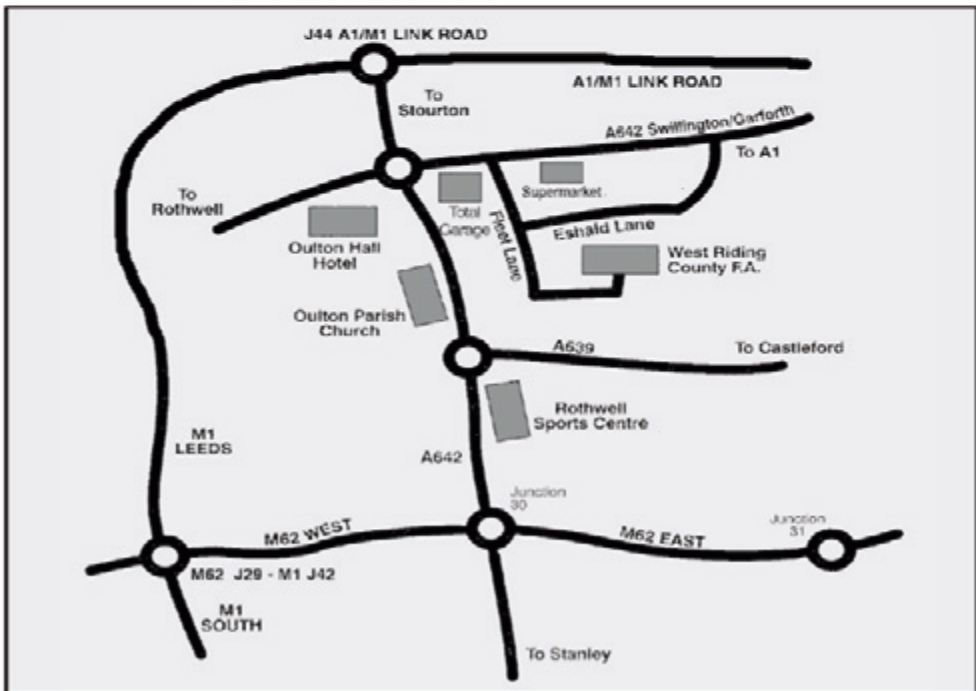 J44 A1/M1 LINK ROAD
A1/M1 LINK ROAD
To
Stourton
A642 Swillington/Garforth
To A1
To
Rothwell
Supermarket
Total
Garage
Fleet Lane
Eshald Lane
Oulton Hall
Hotel
West Riding
County F.A.
Oulton Parish
Church
A639
To Castleford
Rothwell
Sports Centre
M1
LEEDS
A642
Junction
30
Junction
31
M62 WEST
M62 EAST
M62 J29 - M1 J42
M1
SOUTH
To Stanley